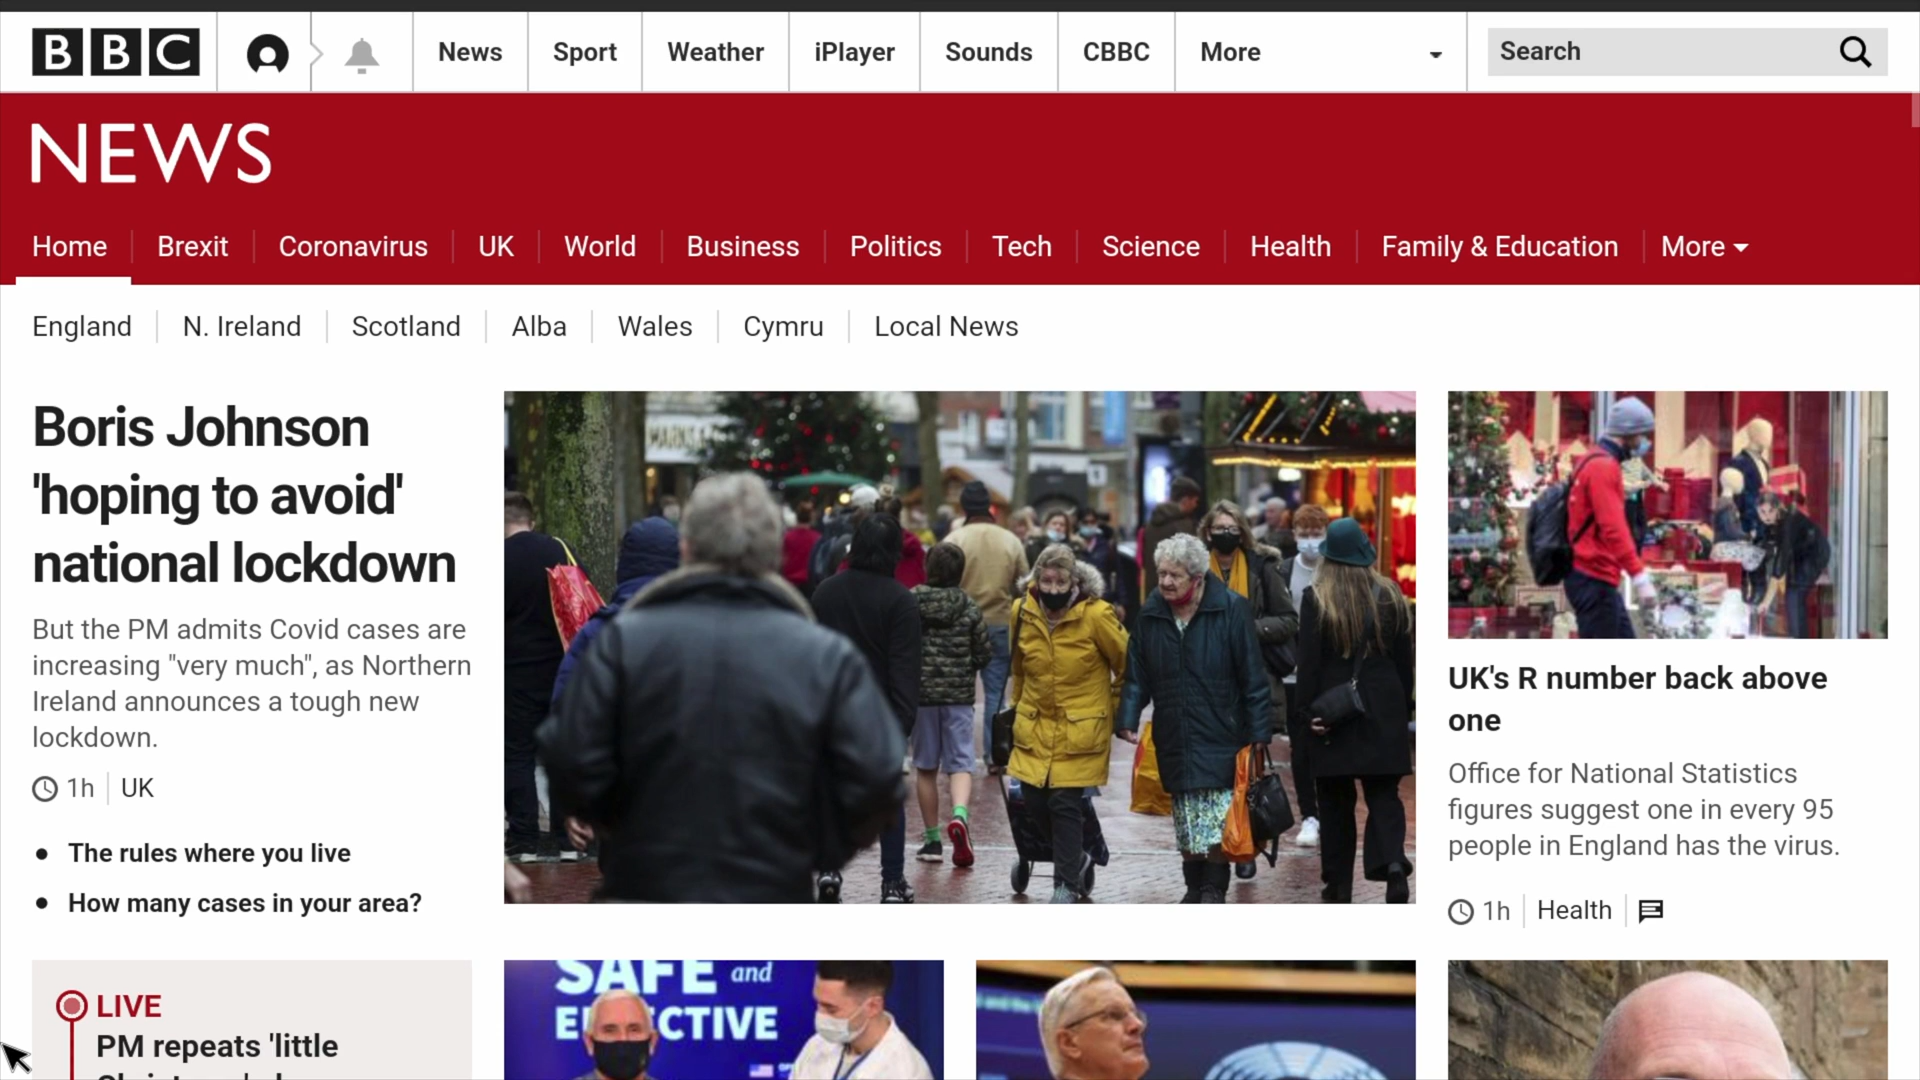 BBC
News
Sport
Weather
iPlayer
Sounds
CBBC
More
Search
NEWS
Home
Brexit
Coronavirus
UK
World
Business
Politics
Tech
Science
Health
Family & Education
More
England
N. Ireland
Scotland
Alba
Wales
Cymru
Local News
Boris Johnson
'hoping to avoid'
national lockdown
But the PM admits Covid cases are
increasing "very much", as Northern
Ireland announces a tough new
lockdown.
1h
UK
The rules where you live
How many cases in your area?
UK's R number back above
one
Office for National Statistics
figures suggest one in every 95
people in England has the virus.
1h
Health
LIVE
PM repeats 'little
SAFE and